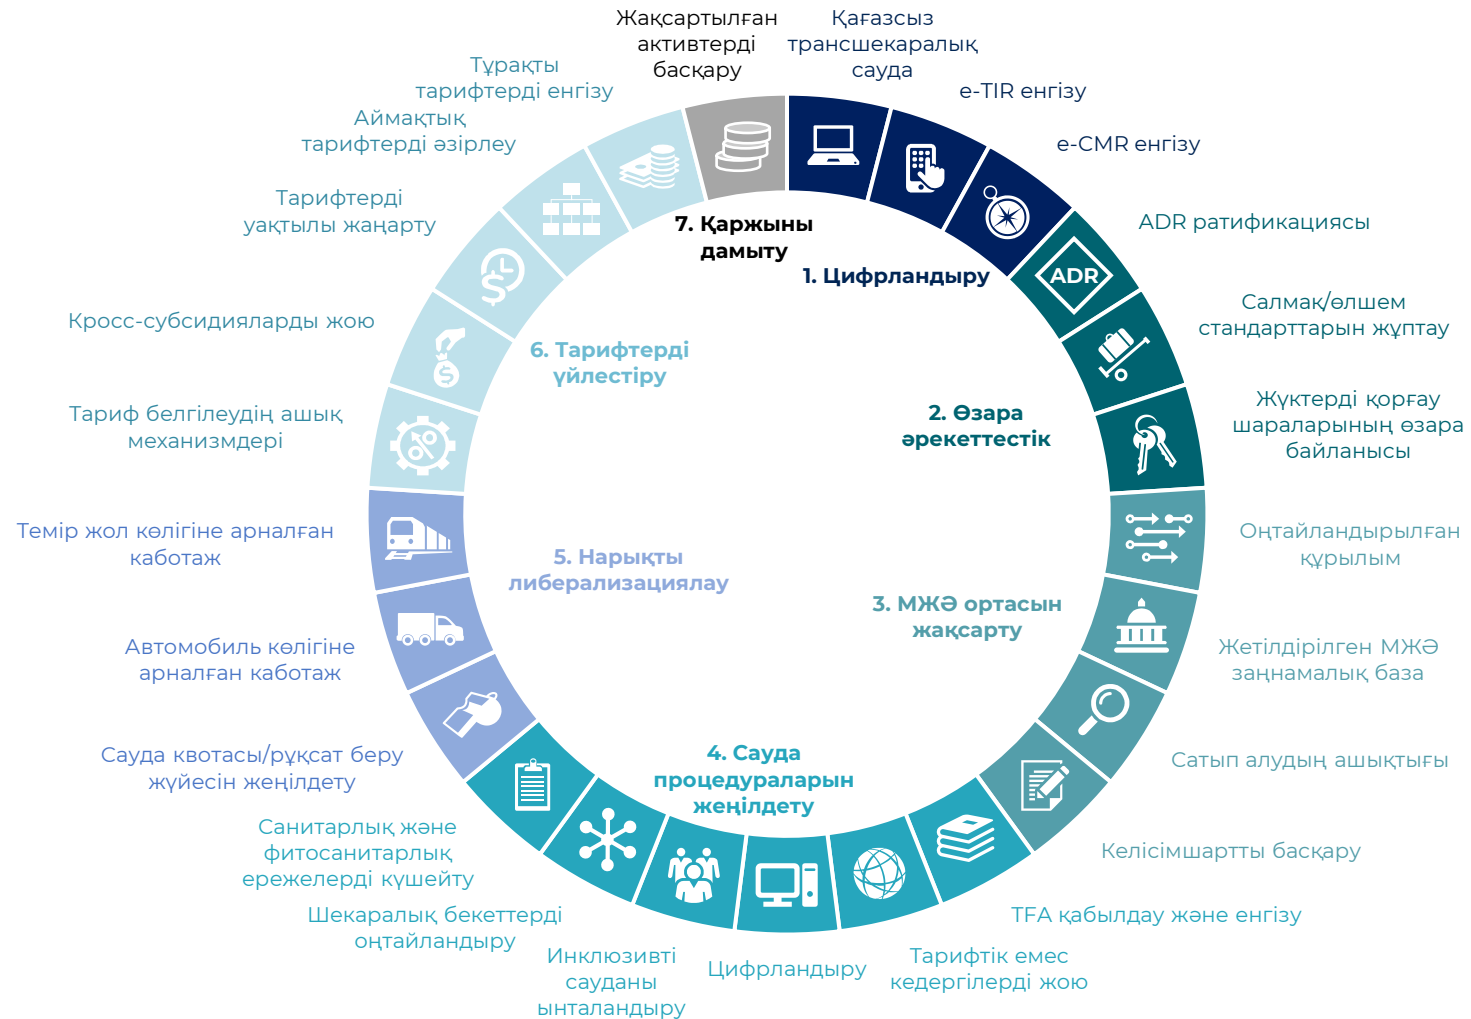 Жақсартылған
активтерді
басқару
Қағазсыз
трансшекаралық
сауда
e-TIR енгізу
e-CMR енгізу
ADR ратификациясы
ADR
Салмақ/өлшем
стандарттарын жұптау
Жүктерді қорғау
шараларының өзара
байланысы
Оңтайландырылған
құрылым
Жетілдірілген МЖӘ
заңнамалық база
Сатып алудың ашықтығы
Келісімшартты басқару
TFA қабылдау және енгізу
Тарифтік емес
кедергілерді жою
Цифрландыру
Инклюзивті
сауданы
ынталандыру
Шекаралық бекеттерді
оңтайландыру
Санитарлық және
фитосанитарлық
ережелерді күшейту
Сауда квотасы/рұқсат беру
жүйесін жеңілдету
Автомобиль көлігіне
арналған каботаж
Темір жол көлігіне арналған
каботаж
Тариф белгілеудің ашық
механизмдері
Кросс-субсидияларды жою
Тарифтерді
уақтылы жаңарту
Аймақтық
тарифтерді әзірлеу
Тұрақты
тарифтерді енгізу
7. Қаржыны
дамыту
1. Цифрландыру
2. Өзара
әрекеттестік
3. МЖӘ ортасын
жақсарту
4. Сауда
процедураларын
жеңілдету
5. Нарықты
либерализациялау
6. Тарифтерді
үйлестіру